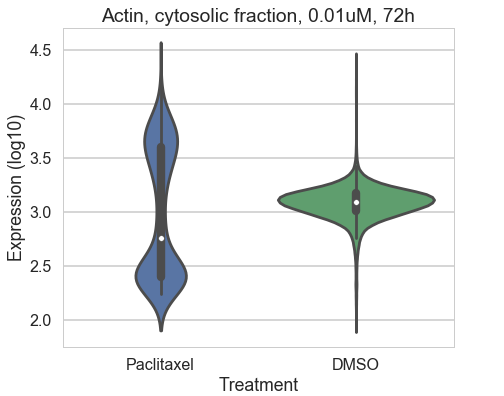 Actin, cytosolic fraction, 0.01uM, 72h
4.5
4.0
3.5
3.0
2.5
2.0
Expression (log10)
Paclitaxel
DMSO
Treatment